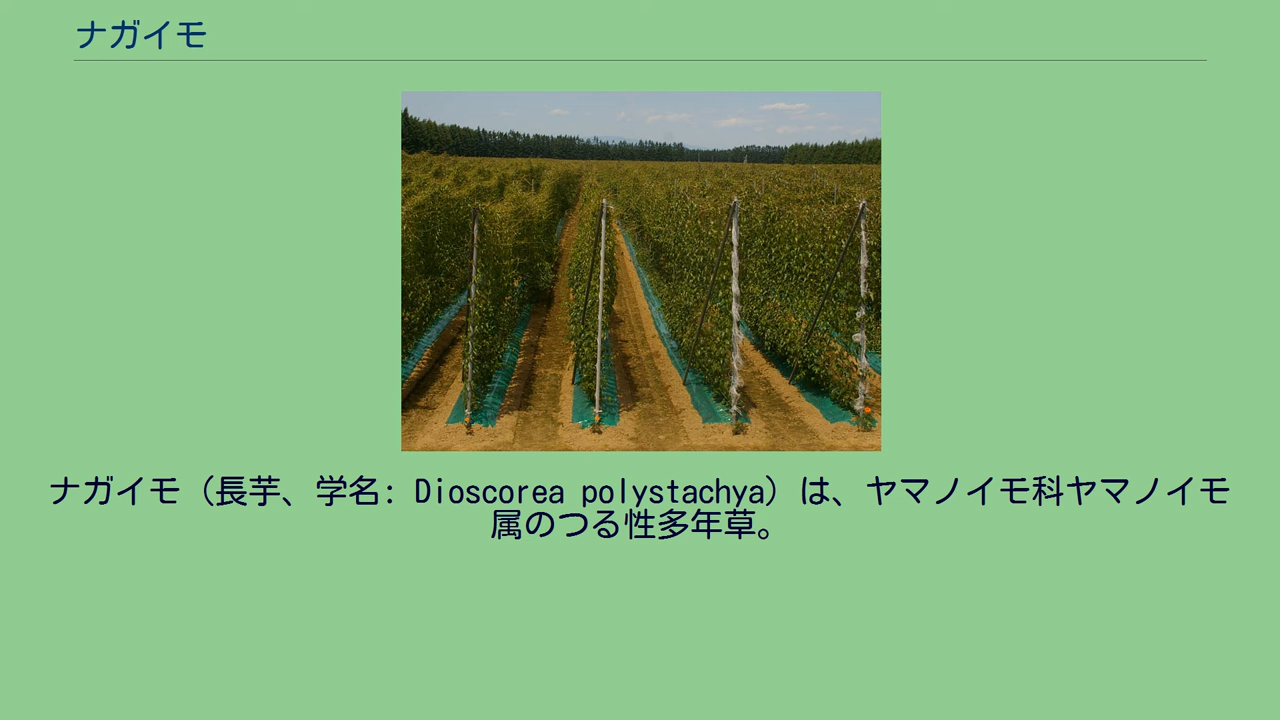 ナガイモ
ナガイモ（長芋、学名: Dioscorea polystachya）は、ヤマノイモ科ヤマノイモ
属のつる性多年草。